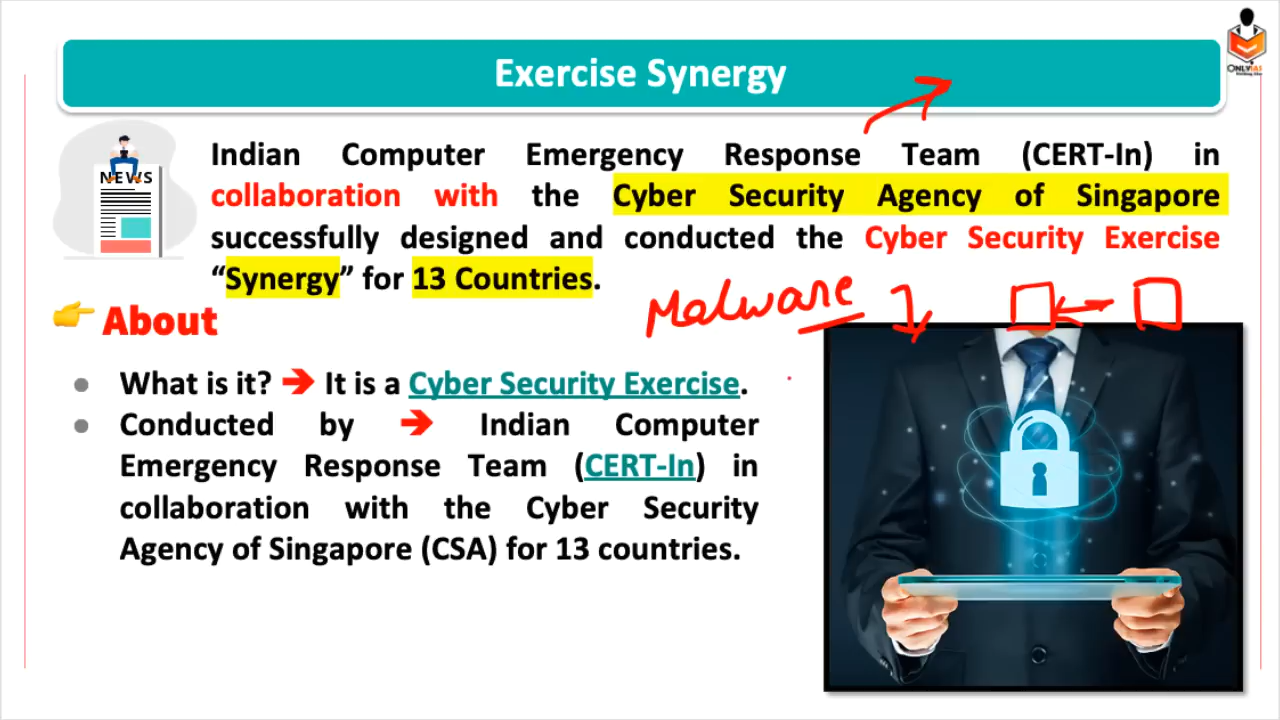 Exercise Synergy
ONLYIAS
NEWS
Indian Computer Emergency Response Team (CERT-In) in
collaboration with the Cyber Security Agency of Singapore
successfully designed and conducted the Cyber Security Exercise
“Synergy” for 13 Countries.
Malware
About
What is it? ➔ It is a Cyber Security Exercise.
Conducted by ➔ Indian Computer
Emergency Response Team (CERT-In) in
collaboration with the Cyber Security
Agency of Singapore (CSA) for 13 countries.